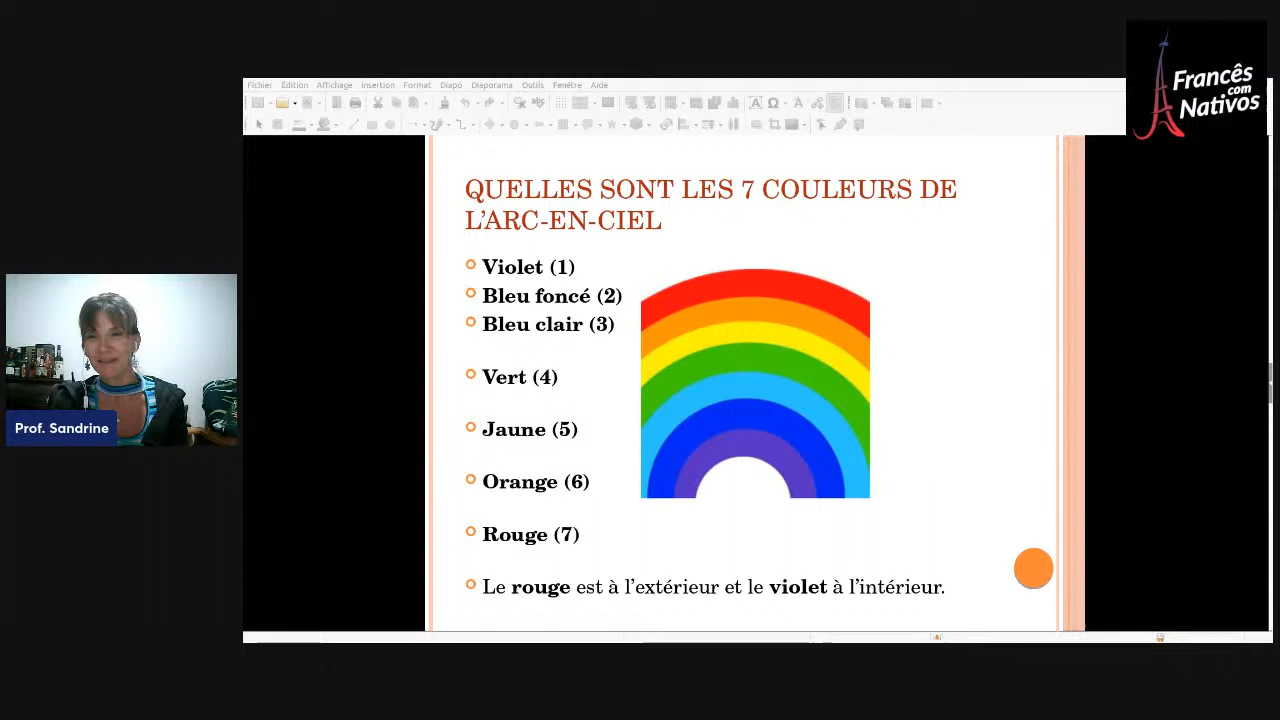 Francês
com
Nativos
Fichier Édition Affichage Insertion Format Diapo Diaporama Outils Fenêtre Aide
QUELLES SONT LES 7 COULEURS DE
L'ARC-EN-CIEL
Violet (1)
Bleu foncé (2)
Bleu clair (3)
Vert (4)
Jaune (5)
Orange (6)
Rouge (7)
Le rouge est à l'extérieur et le violet à l'intérieur.
Prof. Sandrine